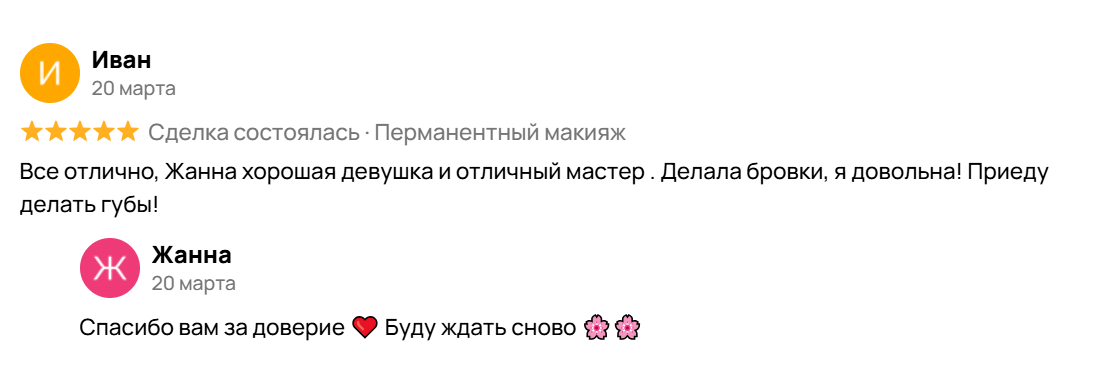 И
Иван
20 марта
Сделка состоялась · Перманентный макияж
Все отлично, Жанна хорошая девушка и отличный мастер . Делала бровки, я довольна! Приеду
делать губы!
Ж
Жанна
20 марта
Спасибо вам за доверие ❤️ Буду ждать сново 🌸🌸